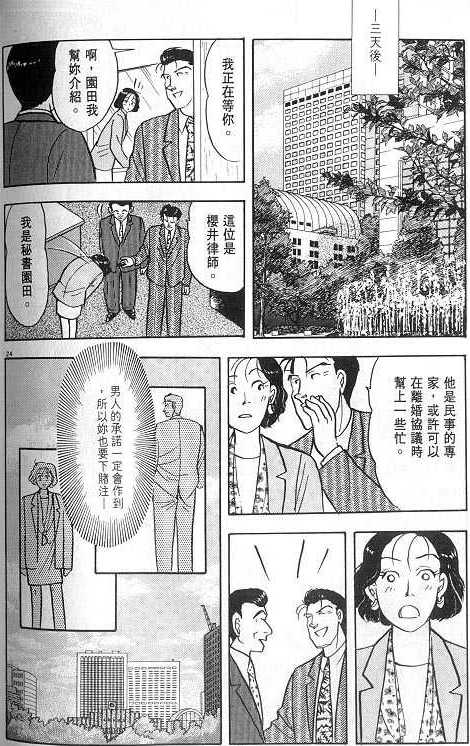 —三天後—
我正在等你。
啊，園田我
幫妳介紹。
這位是
櫻井律師。
我是秘書園田。
他是民事的專
家，或許可以
在離婚協議時
幫上一些忙。
男人的承諾一定會作到
，所以妳也要下賭注—
24